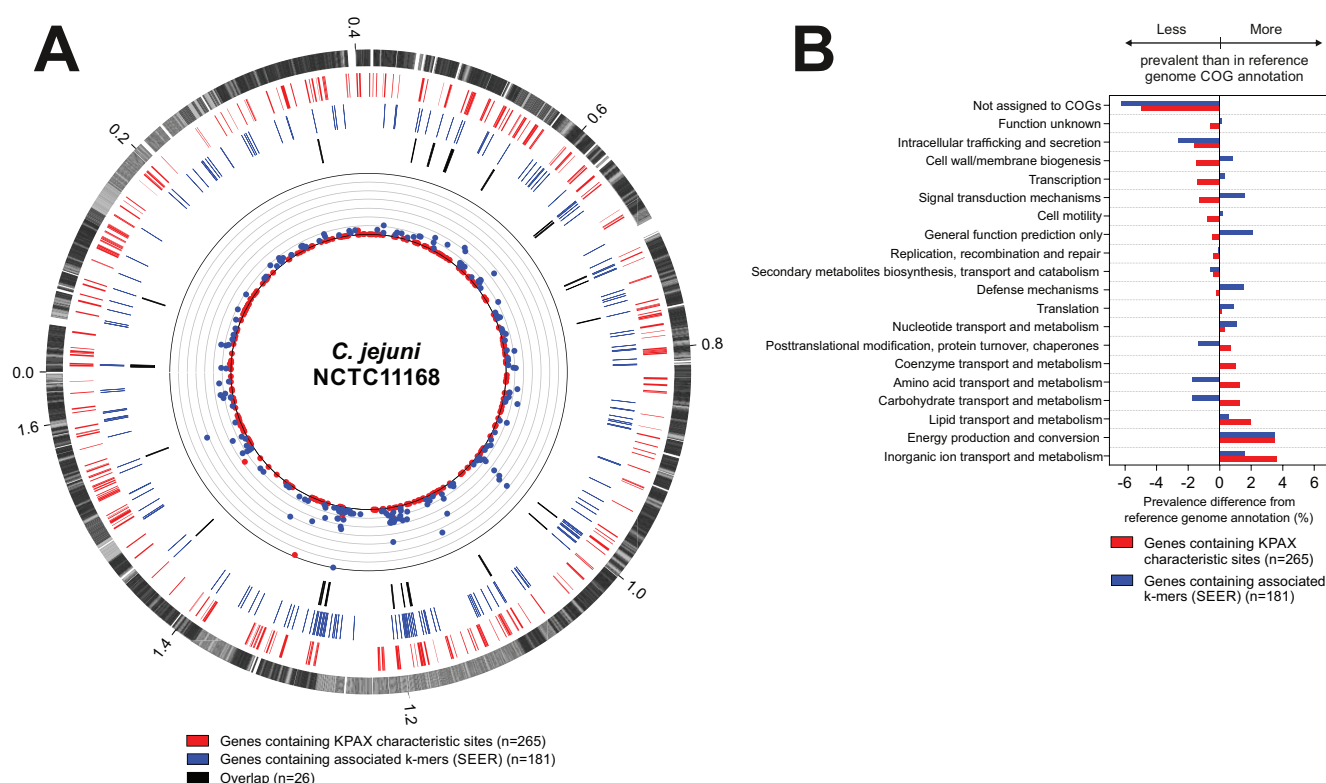 A
0.4
0.6
0.2
0.8
0.0
1.6
1.0
1.4
1.2
C. jejuni
NCTC11168
Genes containing KPAX characteristic sites (n=265)
Genes containing associated k-mers (SEER) (n=181)
Overlap (n=26)
B
Less More
prevalent than in reference
genome COG annotation
Not assigned to COGs
Function unknown
Intracellular trafficking and secretion
Cell wall/membrane biogenesis
Transcription
Signal transduction mechanisms
Cell motility
General function prediction only
Replication, recombination and repair
Secondary metabolites biosynthesis, transport and catabolism
Defense mechanisms
Translation
Nucleotide transport and metabolism
Posttranslational modification, protein turnover, chaperones
Coenzyme transport and metabolism
Amino acid transport and metabolism
Carbohydrate transport and metabolism
Lipid transport and metabolism
Energy production and conversion
Inorganic ion transport and metabolism
-6 -4 -2 0 2 4 6
Prevalence difference from
reference genome annotation (%)
Genes containing KPAX
characteristic sites (n=265)
Genes containing associated
k-mers (SEER) (n=181)